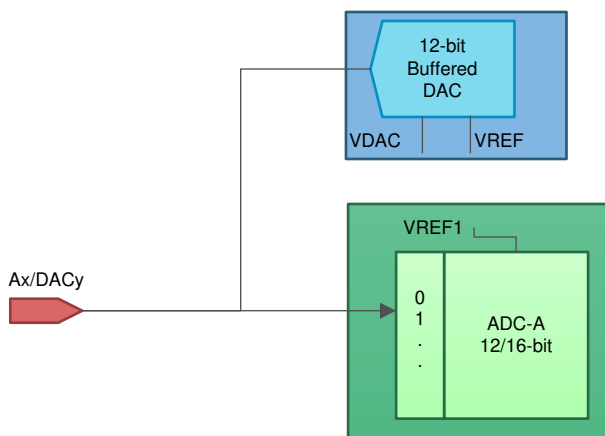 12-bit
Buffered
DAC
VDAC VREF
VREF1
Ax/DACy
0
1
.
.
ADC-A
12/16-bit